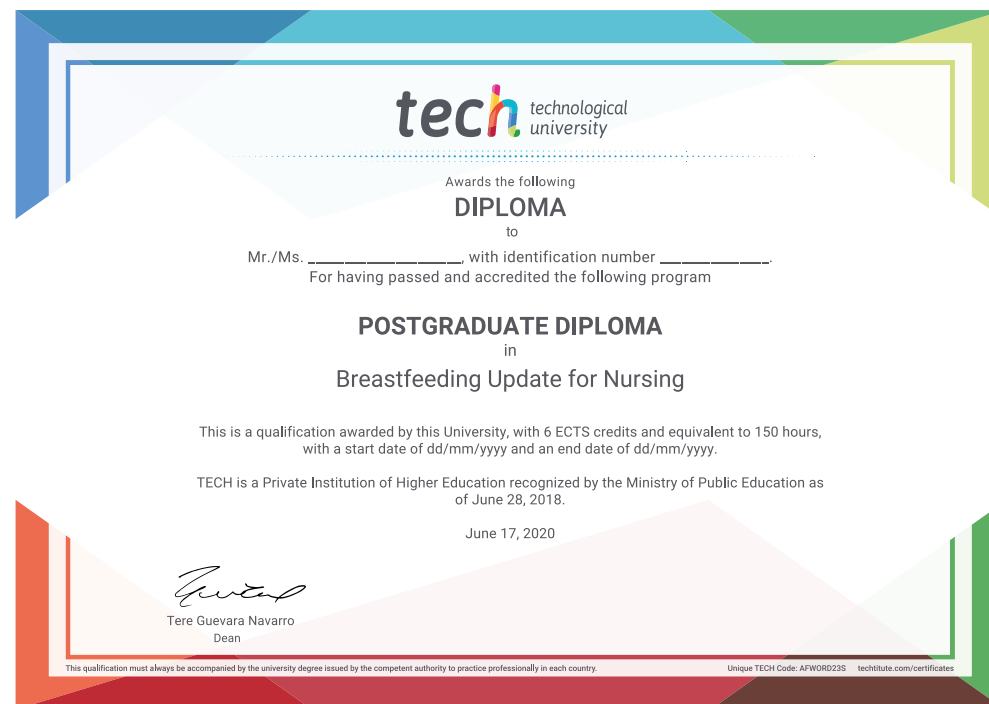 tech technological
university
Awards the following
DIPLOMA
to
Mr./Ms. ____________________, with identification number ______________.
For having passed and accredited the following program
POSTGRADUATE DIPLOMA
in
Breastfeeding Update for Nursing
This is a qualification awarded by this University, with 6 ECTS credits and equivalent to 150 hours,
with a start date of dd/mm/yyyy and an end date of dd/mm/yyyy.
TECH is a Private Institution of Higher Education recognized by the Ministry of Public Education as
of June 28, 2018.
June 17, 2020
Tere Guevara Navarro
Dean
This qualification must always be accompanied by the university degree issued by the competent authority to practice professionally in each country. Unique TECH Code: AFWORD23S techtitute.com/certificates